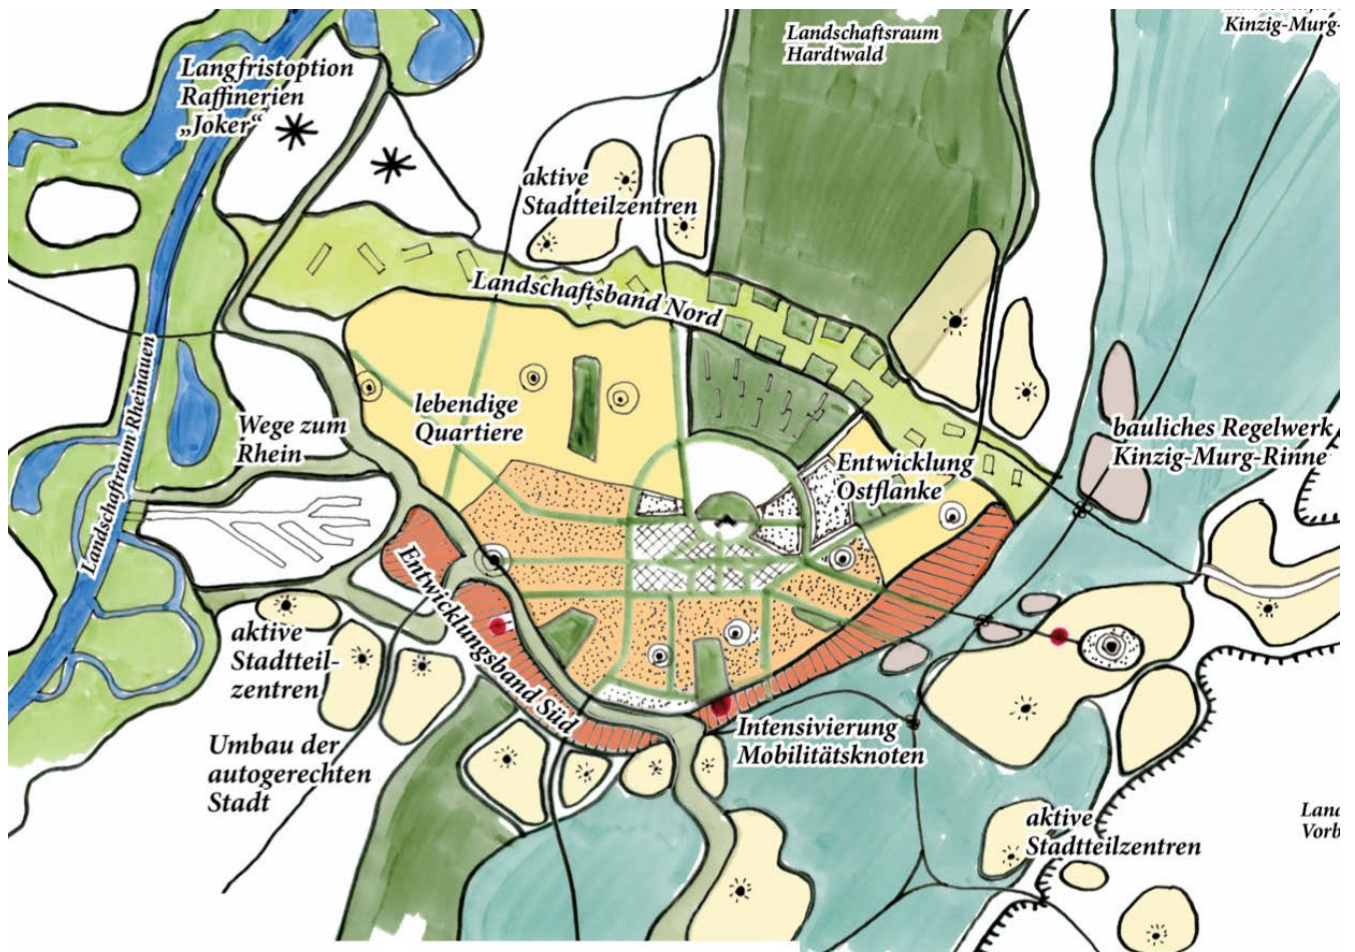 Kinzig-Murg-
Landschaftsraum
Hardtwald
Langfristoption
Raffinerien
„Joker“
aktive
Stadtteilzentren
Landschaftsband Nord
Landschaftsraum Rheinauen
lebendige
Quartiere
Wege zum
Rhein
bauliches Regelwerk
Kinzig-Murg-Rinne
Entwicklung
Ostflanke
Entwicklungsband Süd
aktive
Stadtteil-
zentren
Umbau der
autogerechten
Stadt
Intensivierung
Mobilitätsknoten
aktive
Stadtteilzentren
Land
Vorb